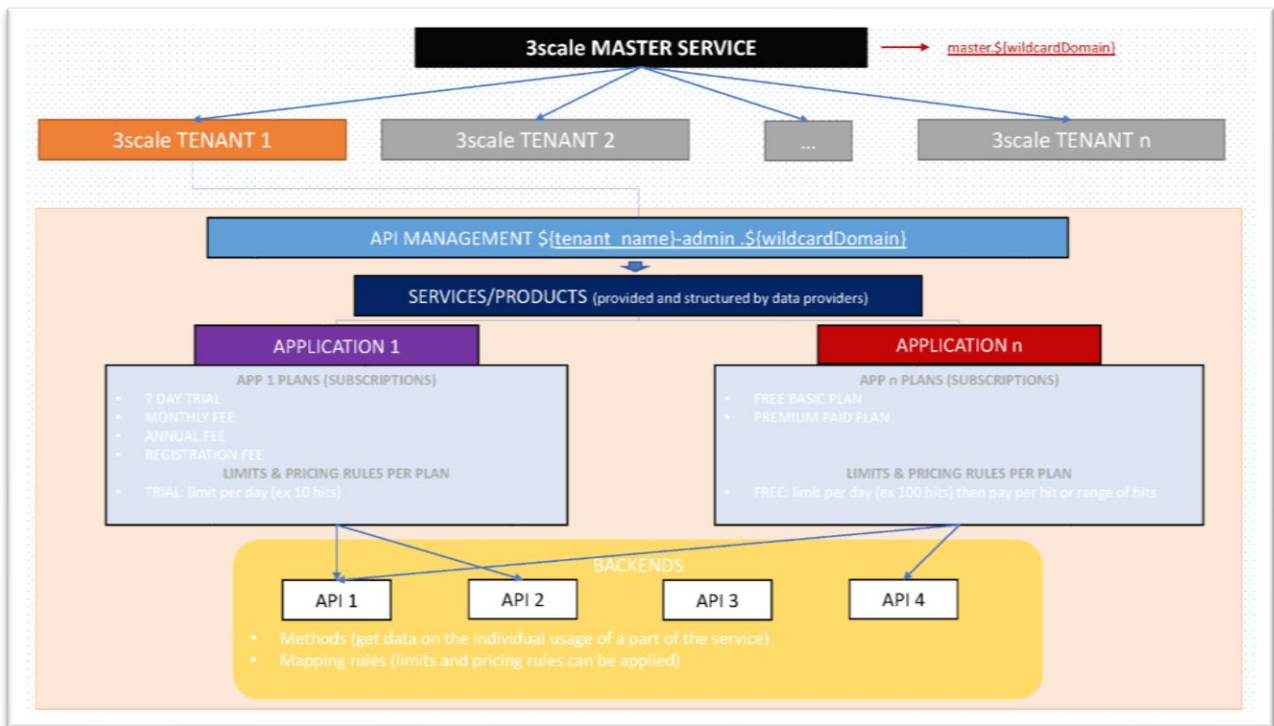 3scale MASTER SERVICE
master.${wildcardDomain}
3scale TENANT 1
3scale TENANT 2
...
3scale TENANT n
API MANAGEMENT ${tenant_name}-admin .${wildcardDomain}
SERVICES/PRODUCTS (provided and structured by data providers)
APPLICATION 1
APP 1 PLANS (SUBSCRIPTIONS)
• 7 DAY TRIAL
• MONTHLY FEE
• ANNUAL FEE
• REGISTRATION FEE
LIMITS & PRICING RULES PER PLAN
• TRIAL: limit per day (ex 10 hits)
APPLICATION n
APP n PLANS (SUBSCRIPTIONS)
• FREE BASIC PLAN
• PREMIUM PAID PLAN
LIMITS & PRICING RULES PER PLAN
• FREE: limit per day (ex 100 hits) then pay per hit or range of hits
BACKENDS
API 1
API 2
API 3
API 4
• Methods (get data on the individual usage of a part of the service)
• Mapping rules (limits and pricing rules can be applied)